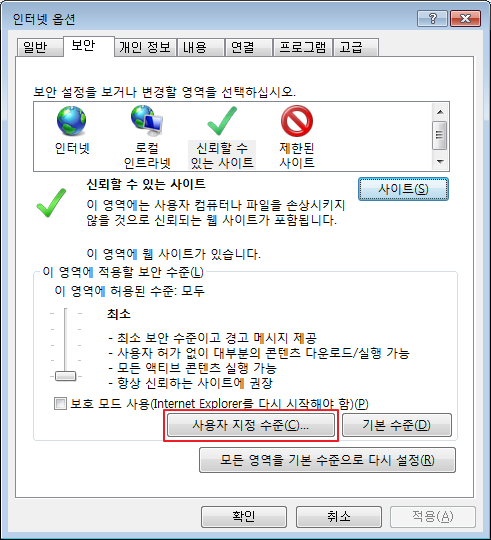 인터넷 옵션
일반 보안 개인 정보 내용 연결 프로그램 고급
보안 설정을 보거나 변경할 영역을 선택하십시오.
인터넷
로컬
인트라넷
신뢰할 수
있는 사이트
제한된
사이트
신뢰할 수 있는 사이트
사이트(S)
이 영역에는 사용자 컴퓨터나 파일을 손상시키지
않을 것으로 신뢰되는 웹 사이트가 포함됩니다.
이 영역에 웹 사이트가 있습니다.
이 영역에 적용할 보안 수준(L)
이 영역에 허용된 수준: 모두
최소
- 최소 보안 수준이고 경고 메시지 제공
- 사용자 허가 없이 대부분의 콘텐츠 다운로드/실행 가능
- 모든 액티브 콘텐츠 실행 가능
- 항상 신뢰하는 사이트에 권장
보호 모드 사용(Internet Explorer를 다시 시작해야 함)(P)
사용자 지정 수준(C)... 기본 수준(D)
모든 영역을 기본 수준으로 다시 설정(R)
확인 취소 적용(A)